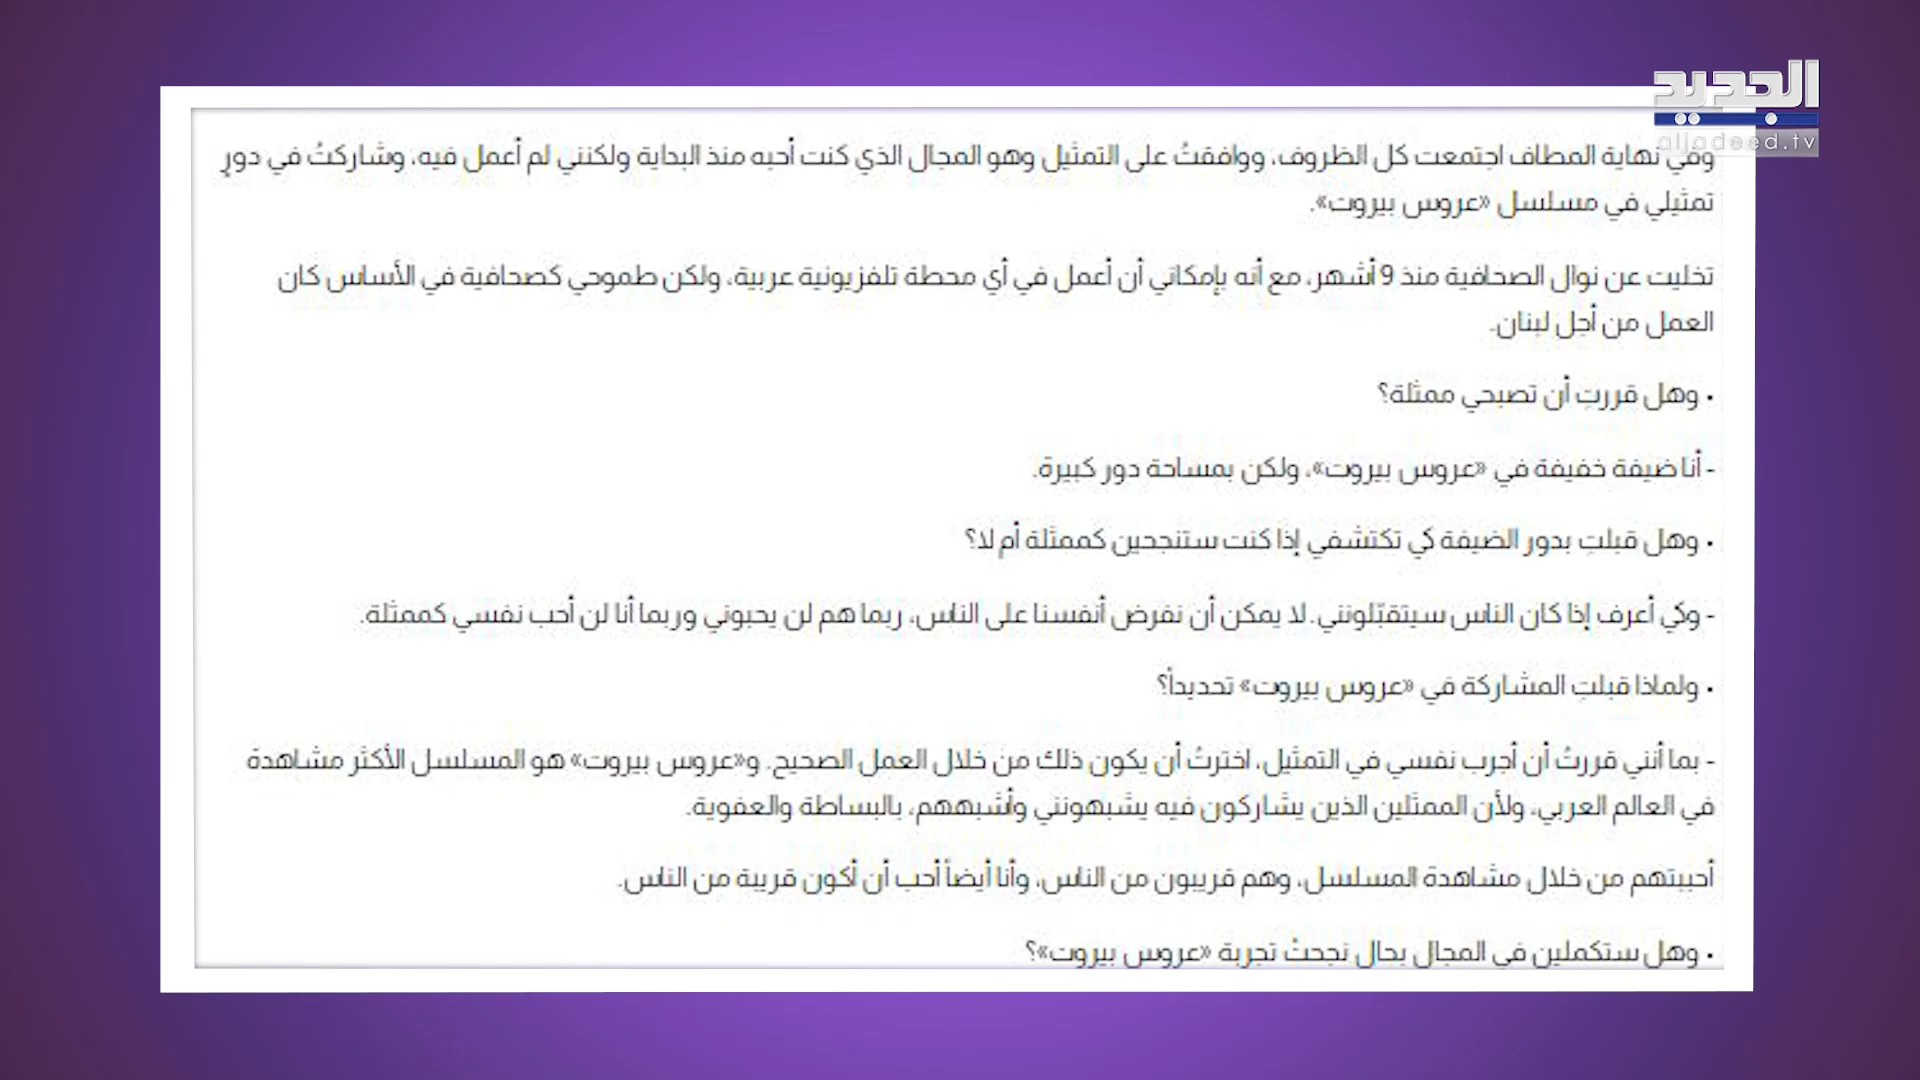 الجديد
aljadeed.tv
وفي نهاية المطاف اجتمعت كل الظروف، ووافقتُ على التمثيل وهو المجال الذي كنت أحبه منذ البداية ولكنني لم أعمل فيه، وشاركتُ في دورٍ
تمثيلي في مسلسل «عروس بيروت».
تخليت عن نوال الصحافية منذ 9 أشهر، مع أنه بإمكاني أن أعمل في أي محطة تلفزيونية عربية، ولكن طموحي كصحافية في الأساس كان
العمل من أجل لبنان.
• وهل قررتِ أن تصبحي ممثلة؟
- أنا ضيفة خفيفة في «عروس بيروت»، ولكن بمساحة دور كبيرة.
• وهل قبلتِ بدور الضيفة كي تكتشفي إذا كنت ستنجحين كممثلة أم لا؟
- وكي أعرف إذا كان الناس سيتقبّلونني. لا يمكن أن نفرض أنفسنا على الناس، ربما هم لن يحبوني وربما أنا لن أحب نفسي كممثلة.
• ولماذا قبلتِ المشاركة في «عروس بيروت» تحديداً؟
- بما أنني قررتُ أن أجرب نفسي في التمثيل، اخترتُ أن يكون ذلك من خلال العمل الصحيح. و«عروس بيروت» هو المسلسل الأكثر مشاهدة
في العالم العربي، ولأن الممثلين الذين يشاركون فيه يشبهونني وأشبههم، بالبساطة والعفوية.
أحببتهم من خلال مشاهدة المسلسل، وهم قريبون من الناس، وأنا أيضاً أحب أن أكون قريبة من الناس.
• وهل ستكملين في المجال بحال نجحتْ تجربة «عروس بيروت»؟